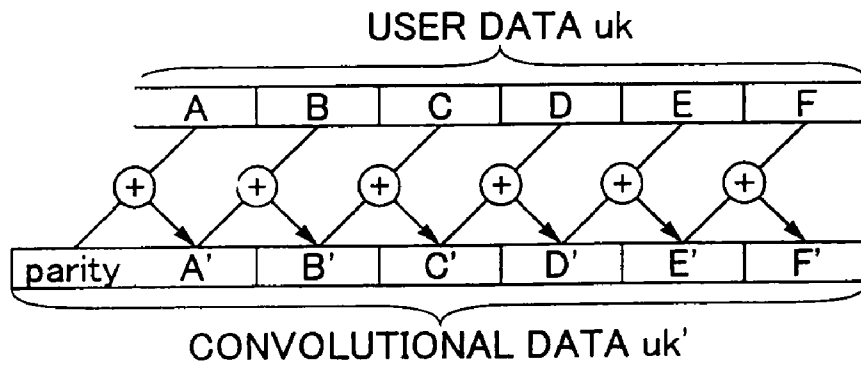 USER DATA uk
A B C D E F
+ + + + + +
parity A' B' C' D' E' F'
CONVOLUTIONAL DATA uk'